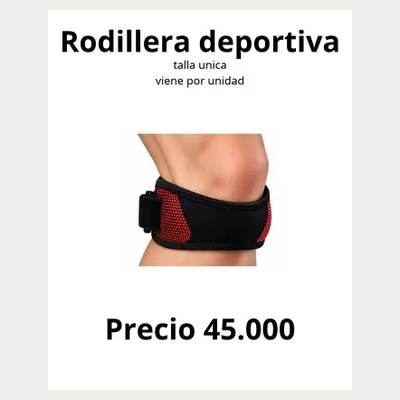 Rodillera deportiva
talla unica
viene por unidad
Precio 45.000